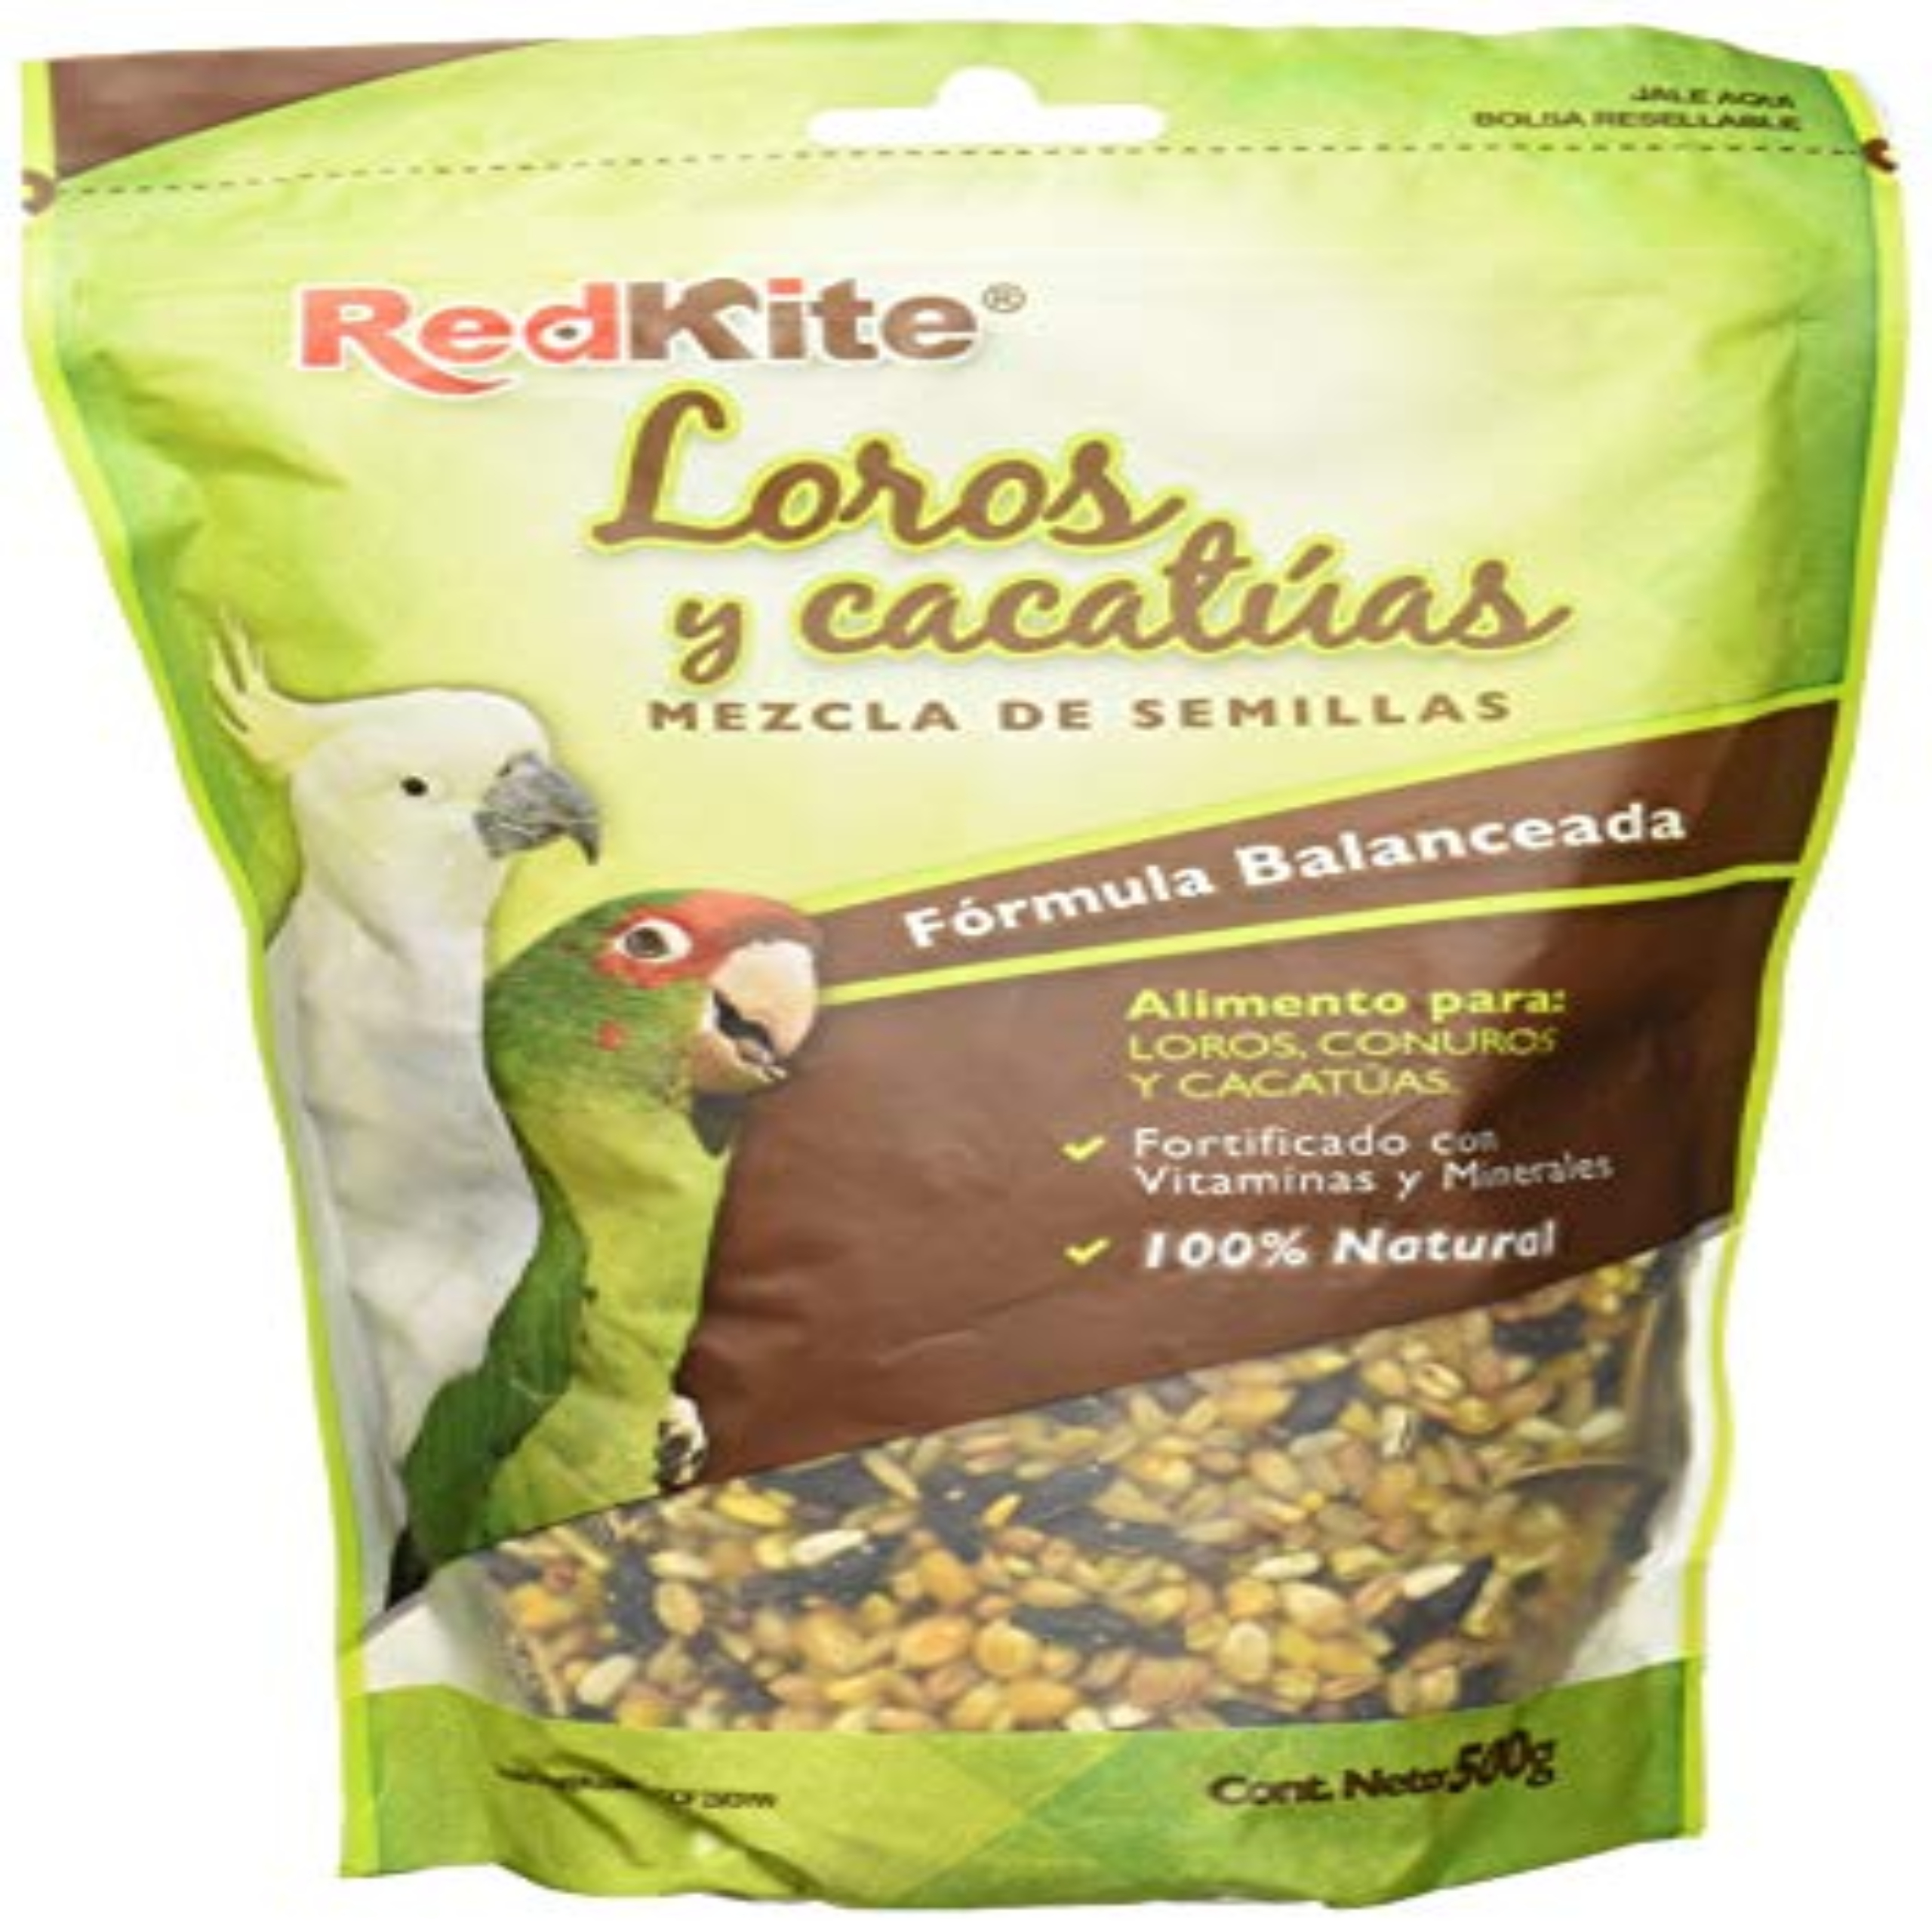 JALE AQUÍ
BOLSA RESELLABLE
RedKite®
Loros
y cacatúas
MEZCLA DE SEMILLAS
Fórmula Balanceada
Alimento para:
LOROS, CONUROS
Y CACATÚAS.
Fortificado con
Vitaminas y Minerales
100% Natural
Cont. Neto 500g